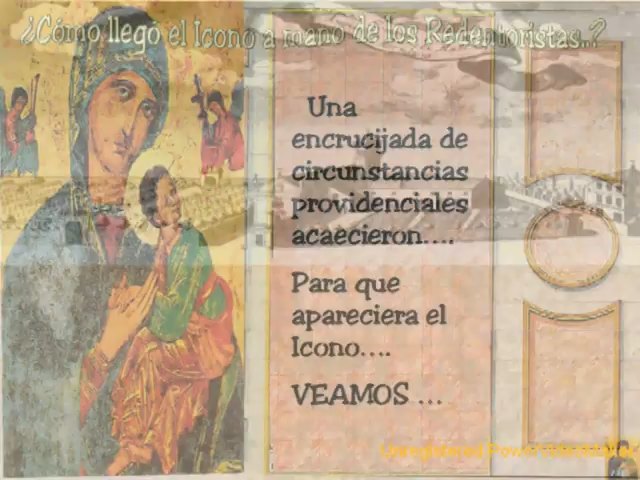 ¿Cómo llegó el Icono a mano de los Redentoristas..?
Una
encrucijada de
circunstancias
providenciales
acaecieron....
Para que
apareciera el
Icono....
VEAMOS ...
Unregistered